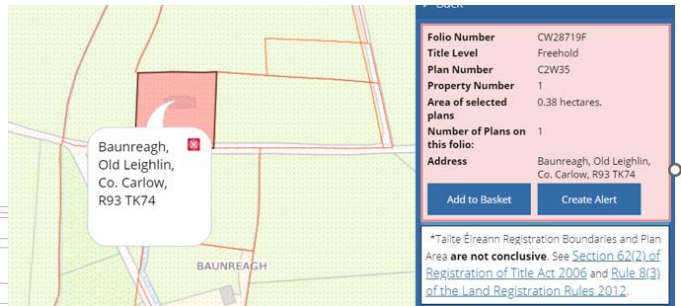 Back
Baunreagh,
Old Leighlin,
Co. Carlow,
R93 TK74
BAUNREAGH
Folio Number CW28719F
Title Level Freehold
Plan Number C2W35
Property Number 1
Area of selected 0.38 hectares.
plans
Number of Plans on 1
this folio:
Address Baunreagh, Old Leighlin,
Co. Carlow, R93 TK74
Add to Basket Create Alert
*Tailte Éireann Registration Boundaries and Plan
Area are not conclusive. See Section 62(2) of
Registration of Title Act 2006 and Rule 8(3)
of the Land Registration Rules 2012.